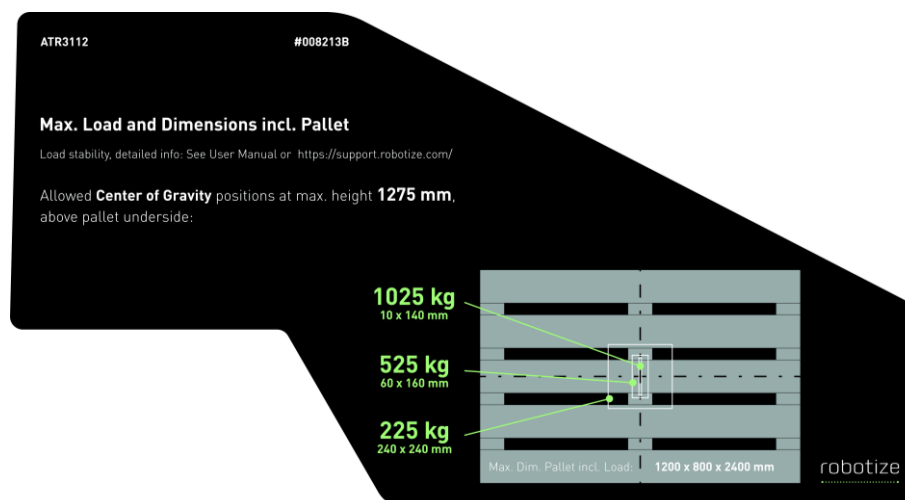 ATR3112 #008213B
Max. Load and Dimensions incl. Pallet
Load stability, detailed info: See User Manual or https://support.robotize.com/
Allowed Center of Gravity positions at max. height 1275 mm,
above pallet underside:
1025 kg
10 x 140 mm
525 kg
60 x 160 mm
225 kg
240 x 240 mm
Max. Dim. Pallet incl. Load: 1200 x 800 x 2400 mm
robotize